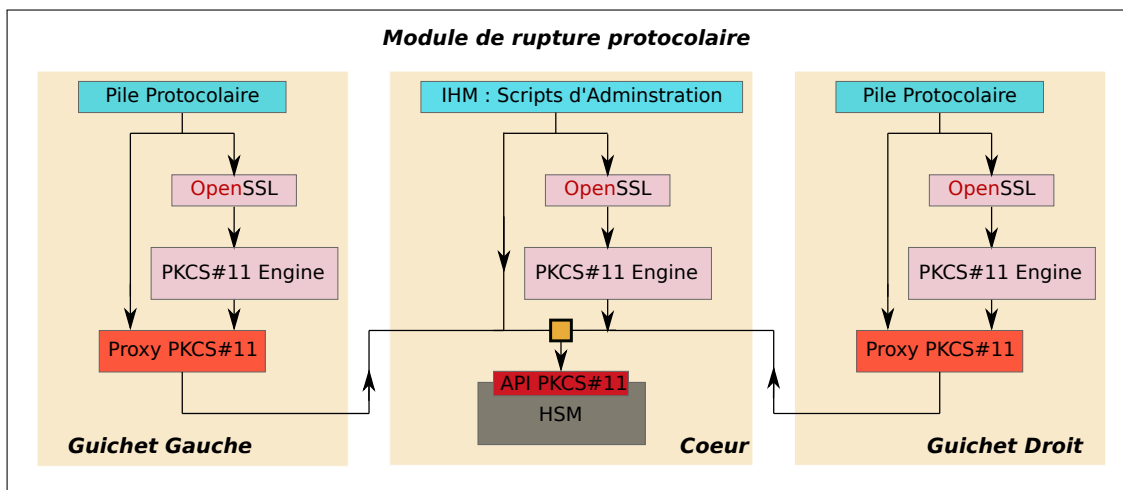 Module de rupture protocolaire
Pile Protocolaire
OpenSSL
PKCS#11 Engine
Proxy PKCS#11
Guichet Gauche
IHM : Scripts d'Adminstration
OpenSSL
PKCS#11 Engine
API PKCS#11
HSM
Coeur
Pile Protocolaire
OpenSSL
PKCS#11 Engine
Proxy PKCS#11
Guichet Droit